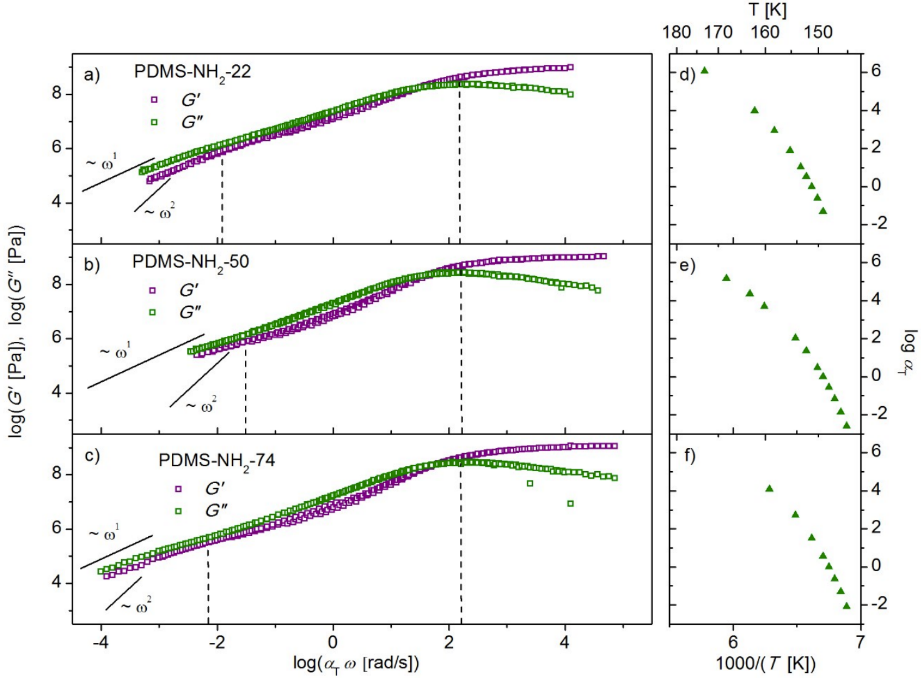 T [K]
180 170 160 150
a) PDMS-NH2-22
G'
G''
~ ω1
~ ω2
8
6
4
d)
6
4
2
0
-2
b) PDMS-NH2-50
G'
G''
~ ω1
~ ω2
8
6
4
e)
6
4
2
0
-2
c) PDMS-NH2-74
G'
G''
~ ω1
~ ω2
8
6
4
f)
6
4
2
0
-2
log(G' [Pa]), log(G'' [Pa])
log αT
-4 -2 0 2 4
log(αT ω [rad/s])
6 7
1000/(T [K])